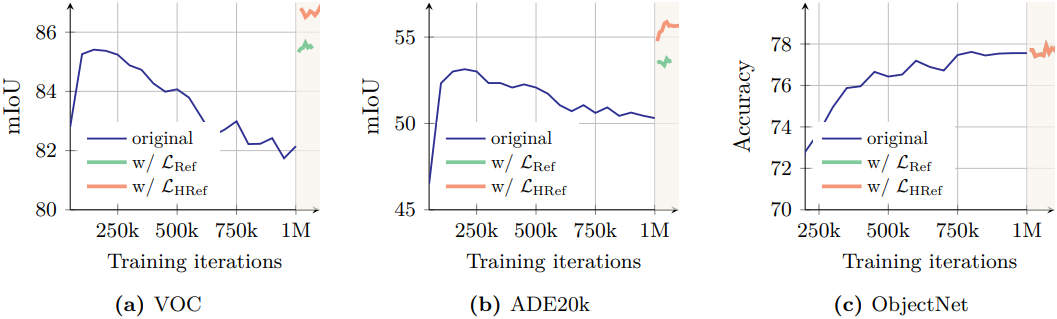 mIoU
86
84
82
80
original
w/ ℒRef
w/ ℒHRef
250k 500k 750k 1M
Training iterations
(a) VOC
mIoU
55
50
45
original
w/ ℒRef
w/ ℒHRef
250k 500k 750k 1M
Training iterations
(b) ADE20k
Accuracy
78
76
74
72
70
original
w/ ℒRef
w/ ℒHRef
250k 500k 750k 1M
Training iterations
(c) ObjectNet